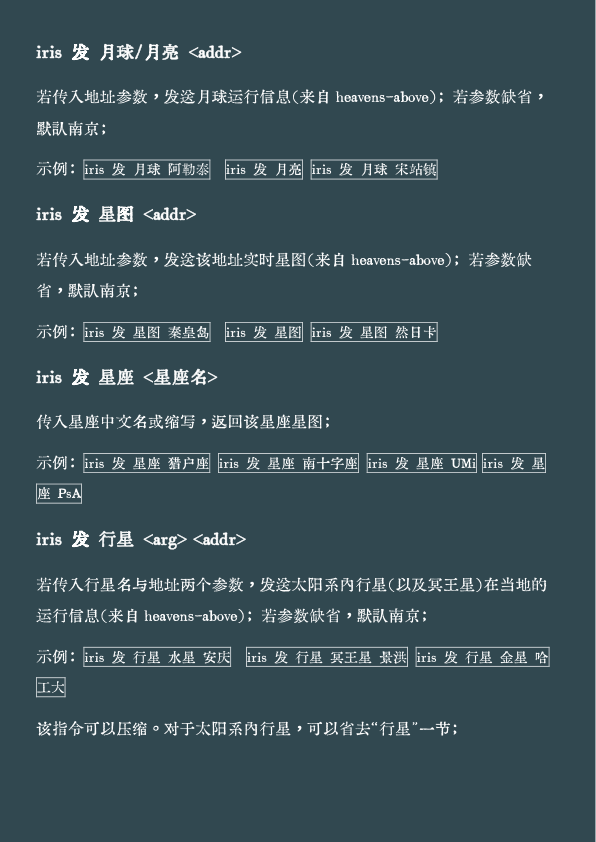 iris 发 月球/月亮 <addr>
若传入地址参数，发送月球运行信息(来自 heavens-above)；若参数缺省，
默认南京；
示例：iris 发 月球 阿勒泰 iris 发 月亮 iris 发 月球 宋站镇
iris 发 星图 <addr>
若传入地址参数，发送该地址实时星图(来自 heavens-above)；若参数缺
省，默认南京；
示例：iris 发 星图 秦皇岛 iris 发 星图 iris 发 星图 然日卡
iris 发 星座 <星座名>
传入星座中文名或缩写，返回该星座星图；
示例：iris 发 星座 猎户座 iris 发 星座 南十字座 iris 发 星座 UMi iris 发 星
座 PsA
iris 发 行星 <arg> <addr>
若传入行星名与地址两个参数，发送太阳系内行星(以及冥王星)在当地的
运行信息(来自 heavens-above)；若参数缺省，默认南京；
示例：iris 发 行星 水星 安庆 iris 发 行星 冥王星 景洪 iris 发 行星 金星 哈
工大
该指令可以压缩。对于太阳系内行星，可以省去“行星”一节；